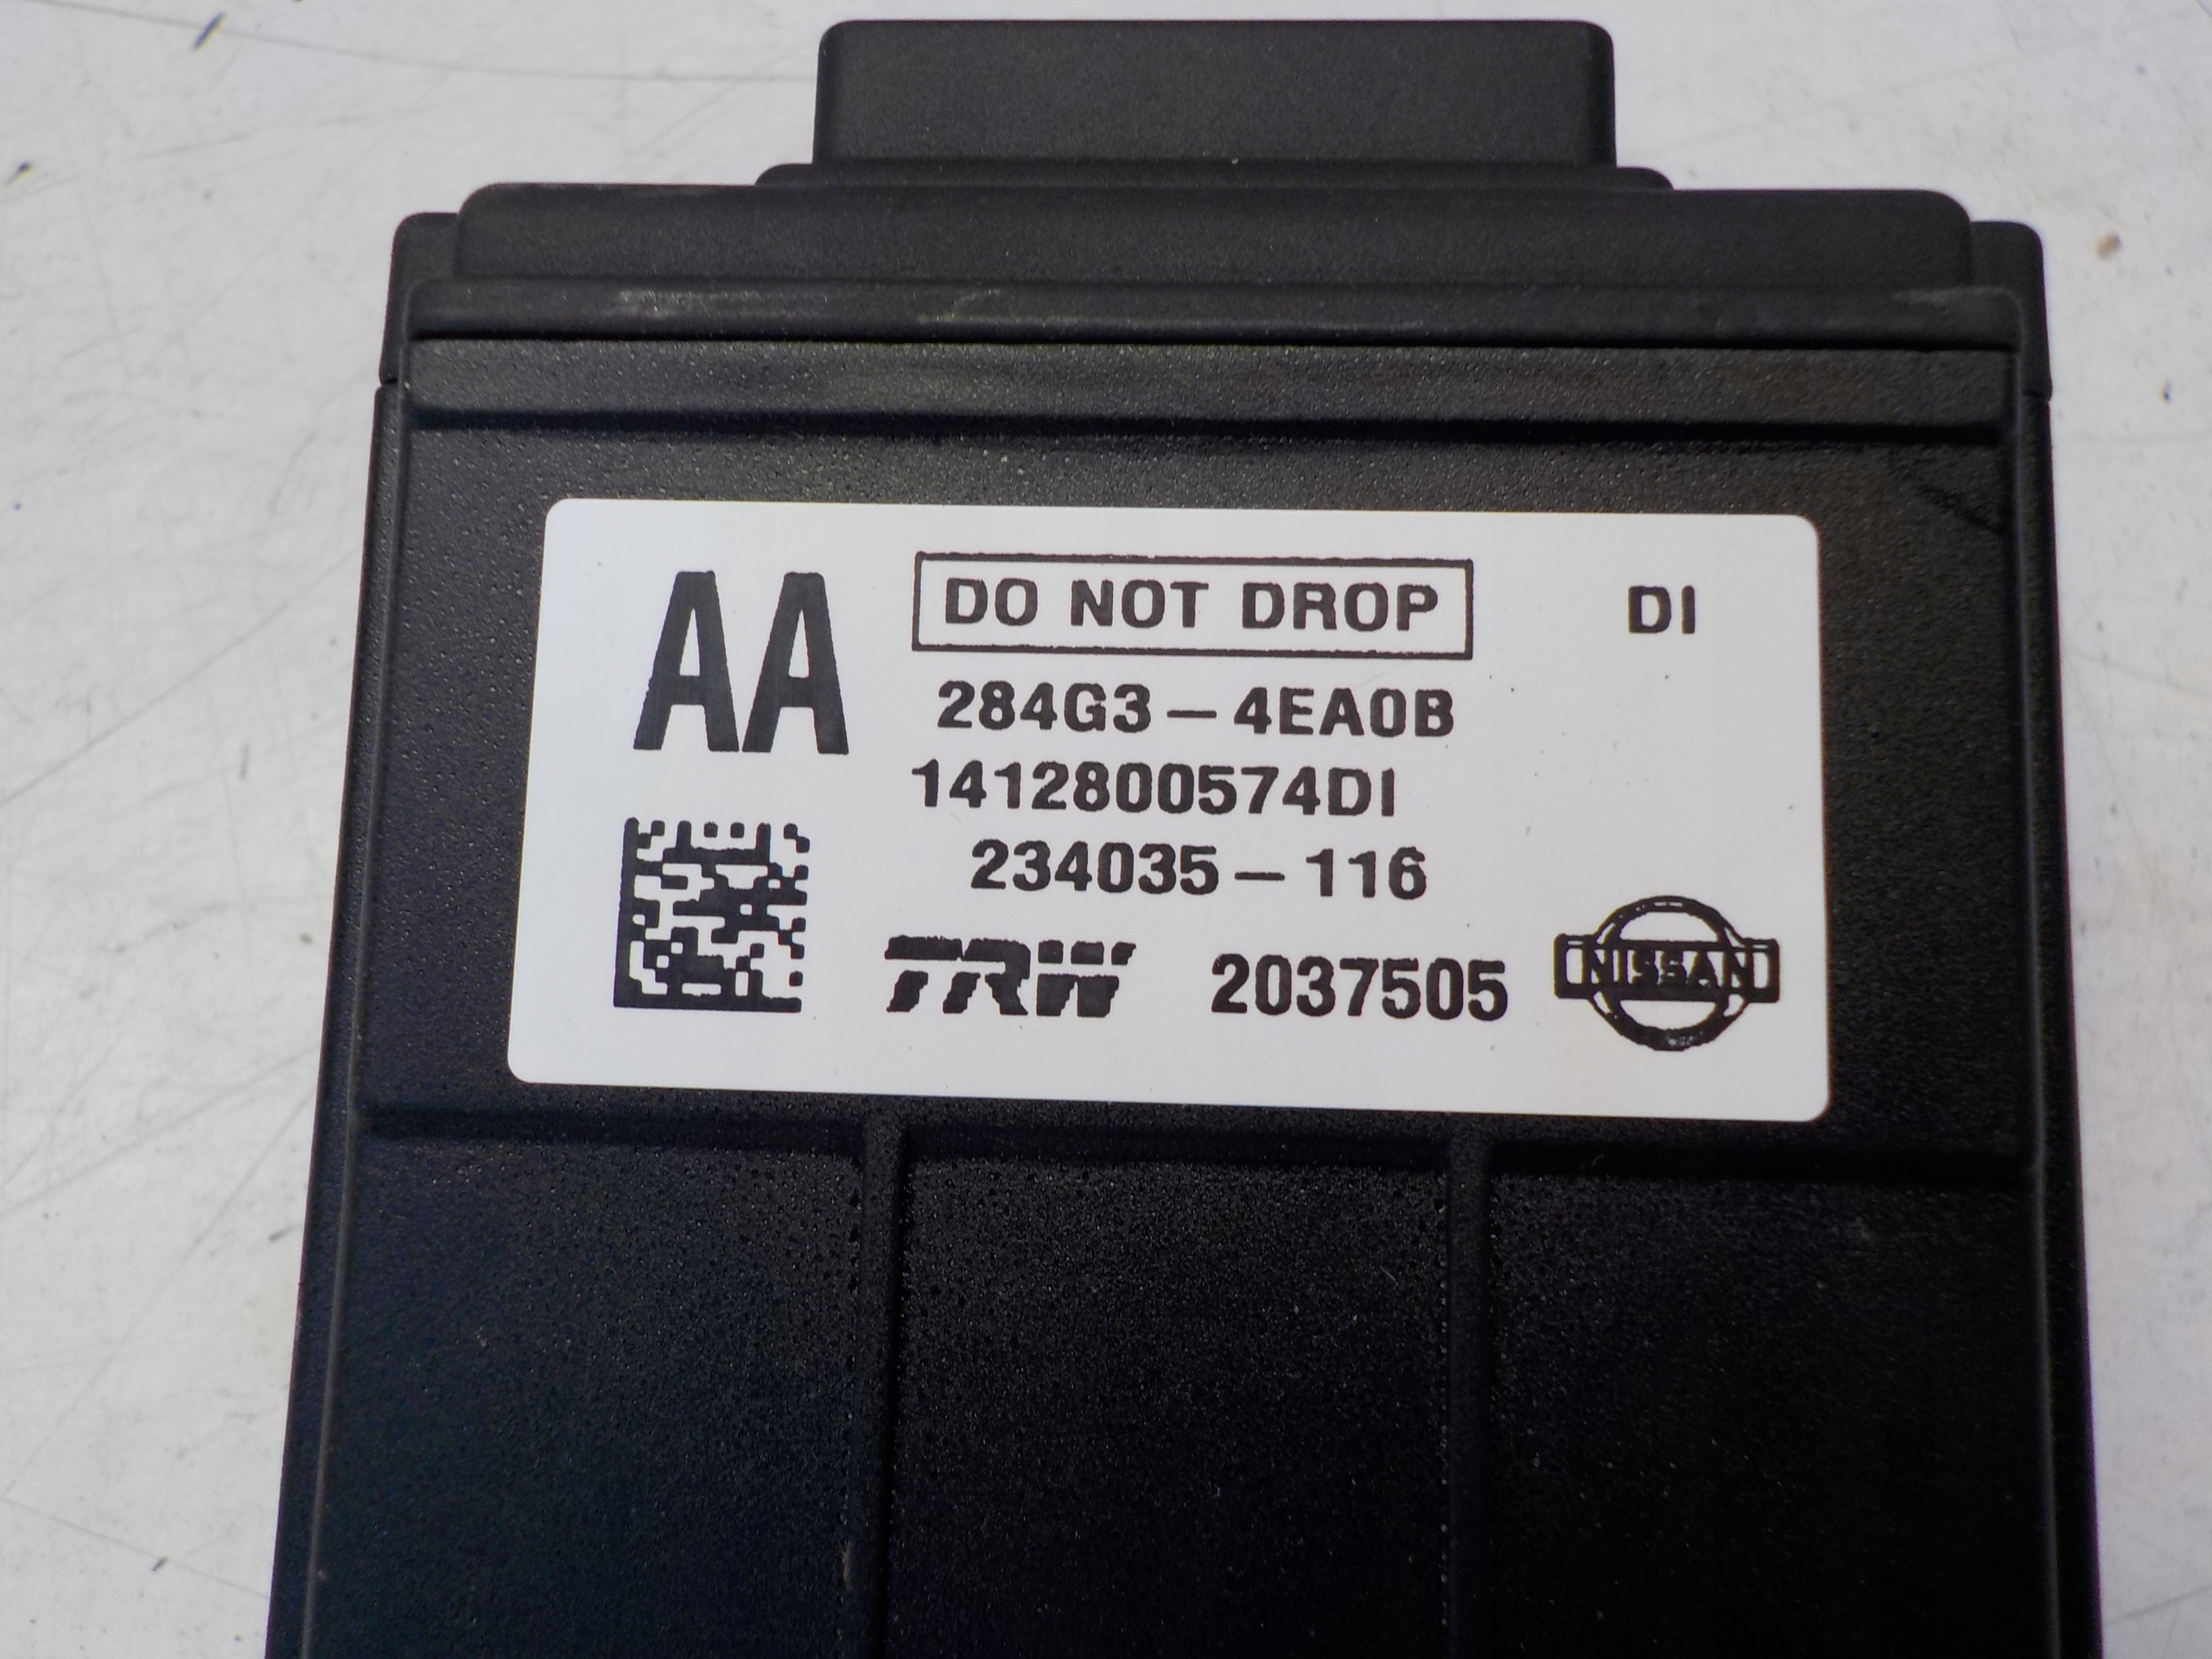 AA
DO NOT DROP
DI
284G3-4EA0B
1412800574DI
234035-116
TRW 2037505 NISSAN